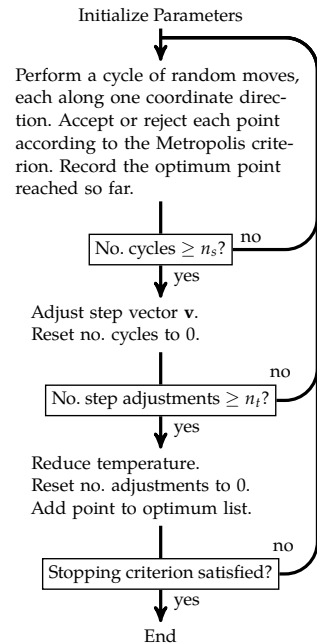 Initialize Parameters
Perform a cycle of random moves,
each along one coordinate direc-
tion. Accept or reject each point
according to the Metropolis crite-
rion. Record the optimum point
reached so far.
No. cycles ≥ nₛ?
no
yes
Adjust step vector v.
Reset no. cycles to 0.
no
No. step adjustments ≥ nₜ?
yes
Reduce temperature.
Reset no. adjustments to 0.
Add point to optimum list.
no
Stopping criterion satisfied?
yes
End